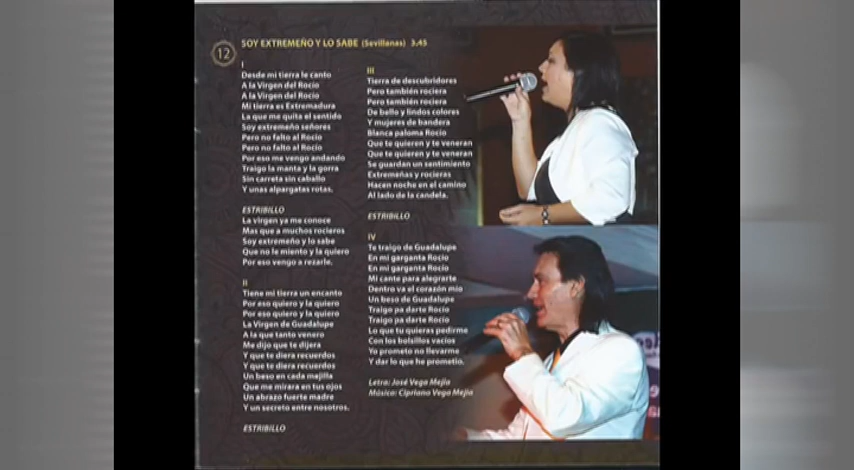 12
SOY EXTREMEÑO Y LO SABE (Sevillanas) 3:45
I
Desde mi tierra le canto
A la Virgen del Rocío
A la Virgen del Rocío
Mi tierra es Extremadura
La que me quita el sentido
Soy extremeño señores
Pero no falto al Rocío
Pero no falto al Rocío
Por eso me vengo andando
Traigo la manta y la gorra
Sin carreta sin caballo
Y unas alpargatas rotas.
ESTRIBILLO
La virgen ya me conoce
Mas que a muchos rocieros
Soy extremeño y lo sabe
Que no le miento y la quiero
Por eso vengo a rezarle.
II
Tiene mi tierra un encanto
Por eso quiero y la quiero
Por eso quiero y la quiero
La Virgen de Guadalupe
A la que tanto venero
Me dijo que te dijera
Y que te diera recuerdos
Y que te diera recuerdos
Un beso en cada mejilla
Que me mirara en tus ojos
Un abrazo fuerte madre
Y un secreto entre nosotros.
ESTRIBILLO
III
Tierra de descubridores
Pero también rociera
Pero también rociera
De bello y lindos colores
Y mujeres de bandera
Blanca paloma Rocío
Que te quieren y te veneran
Que te quieren y te veneran
Se guardan un sentimiento
Extremeñas y rocieras
Hacen noche en el camino
Al lado de la candela.
ESTRIBILLO
IV
Te traigo de Guadalupe
En mi garganta Rocío
En mi garganta Rocío
Mi cante para alegrarte
Dentro va el corazón mío
Un beso de Guadalupe
Traigo pa darte Rocío
Traigo pa darte Rocío
Lo que tu quieras pedirme
Con los bolsillos vacíos
Yo prometo no llevarme
Y dar lo que he prometio.
Letra: José Vega Mejía
Música: Cipriano Vega Mejía